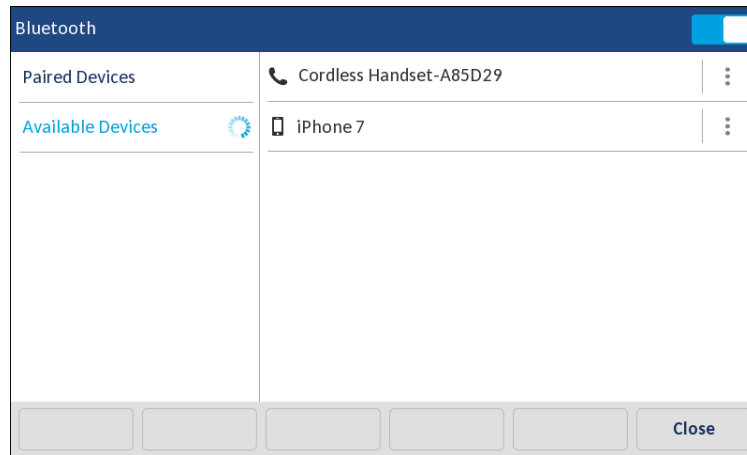 Bluetooth
Paired Devices
Available Devices
Cordless Handset-A85D29
iPhone 7
Close